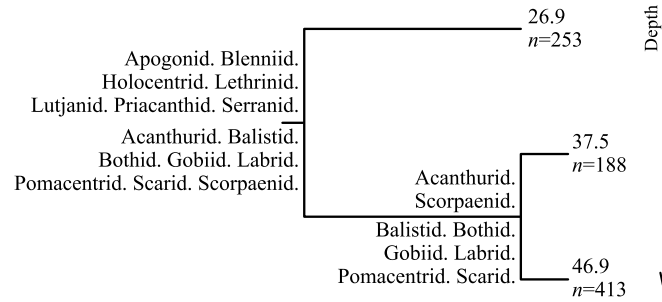 26.9
n=253
Depth
Apogonid. Blenniid.
Holocentrid. Lethrinid.
Lutjanid. Priacanthid. Serranid.
Acanthurid. Balistid.
Bothid. Gobiid. Labrid.
Pomacentrid. Scarid. Scorpaenid.
37.5
n=188
Acanthurid.
Scorpaenid.
Balistid. Bothid.
Gobiid. Labrid.
Pomacentrid. Scarid.
46.9
n=413